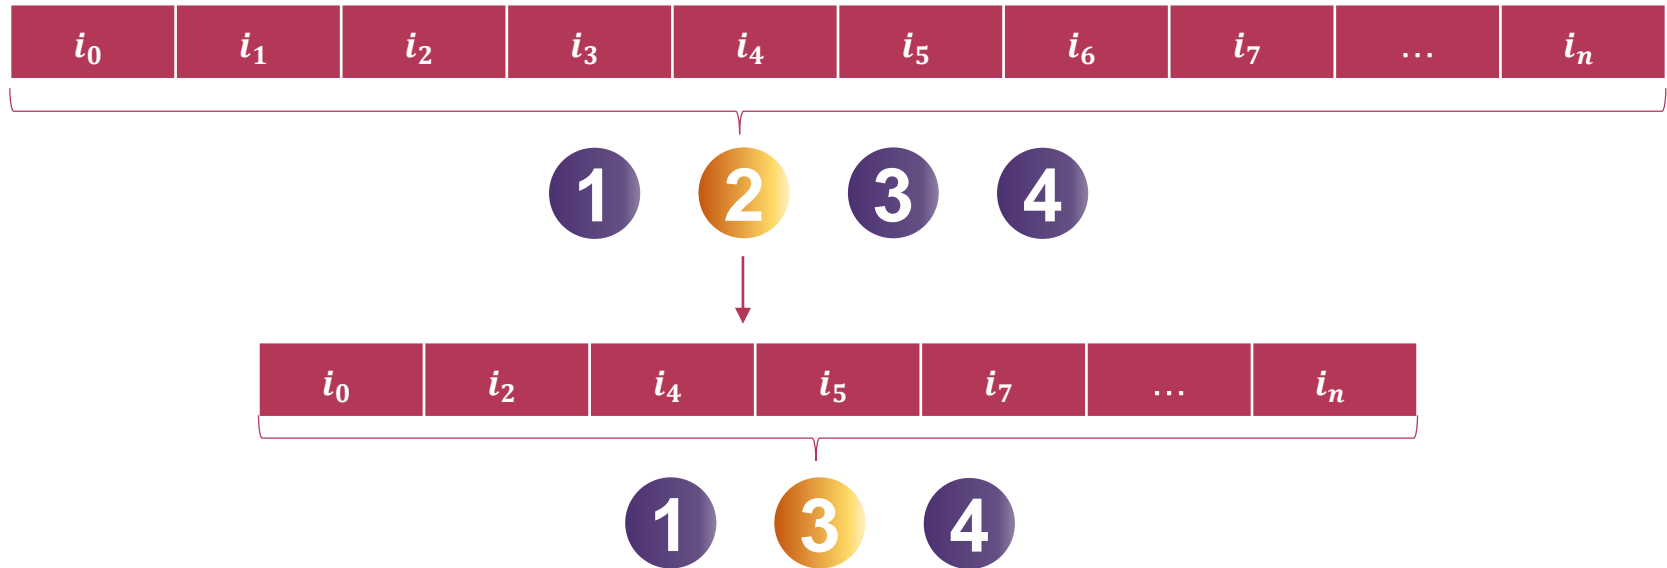 i₀ i₁ i₂ i₃ i₄ i₅ i₆ i₇ … iₙ
1 2 3 4
i₀ i₂ i₄ i₅ i₇ … iₙ
1 3 4